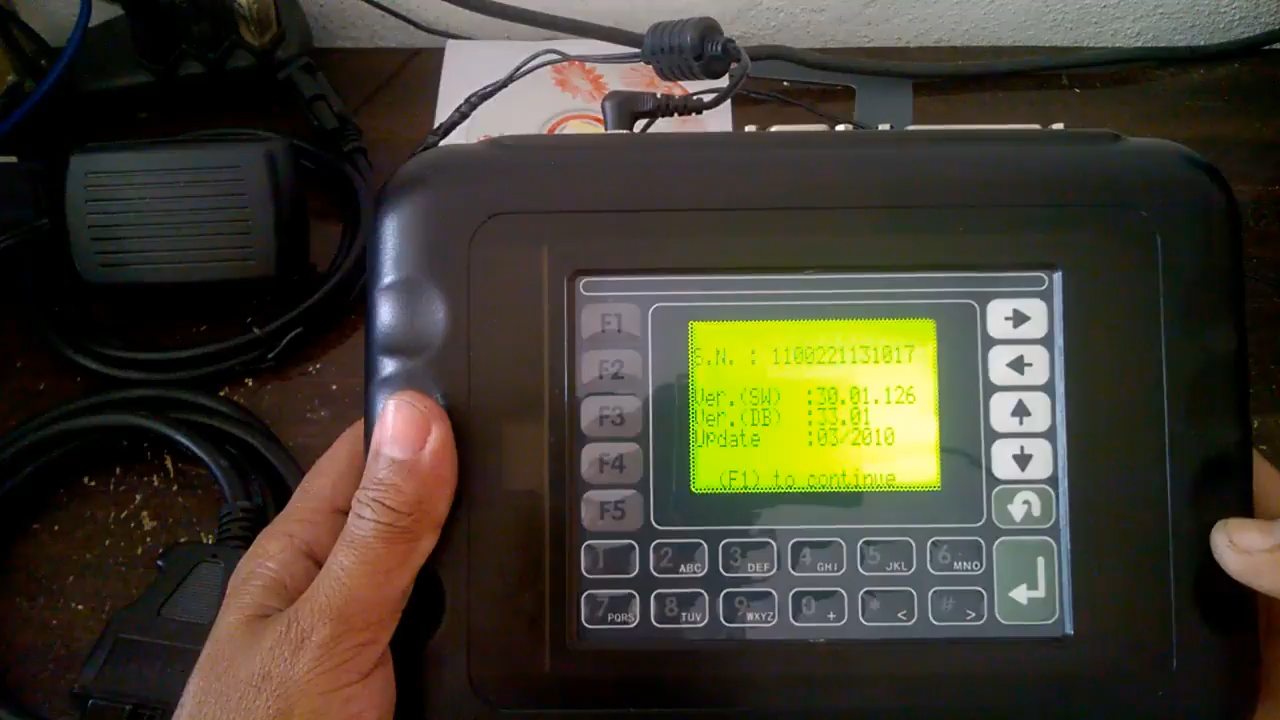 S.N. : 1100221131017
Ver.(SW) :30.01.126
Ver.(DB) :33.01
Update :03/2010
(F1) to continue
F1
F2
F3
F4
F5
1 2 ABC 3 DEF 4 GHI 5 JKL 6 MNO
7 PQRS 8 TUV 9 WXYZ 0 + * < # >